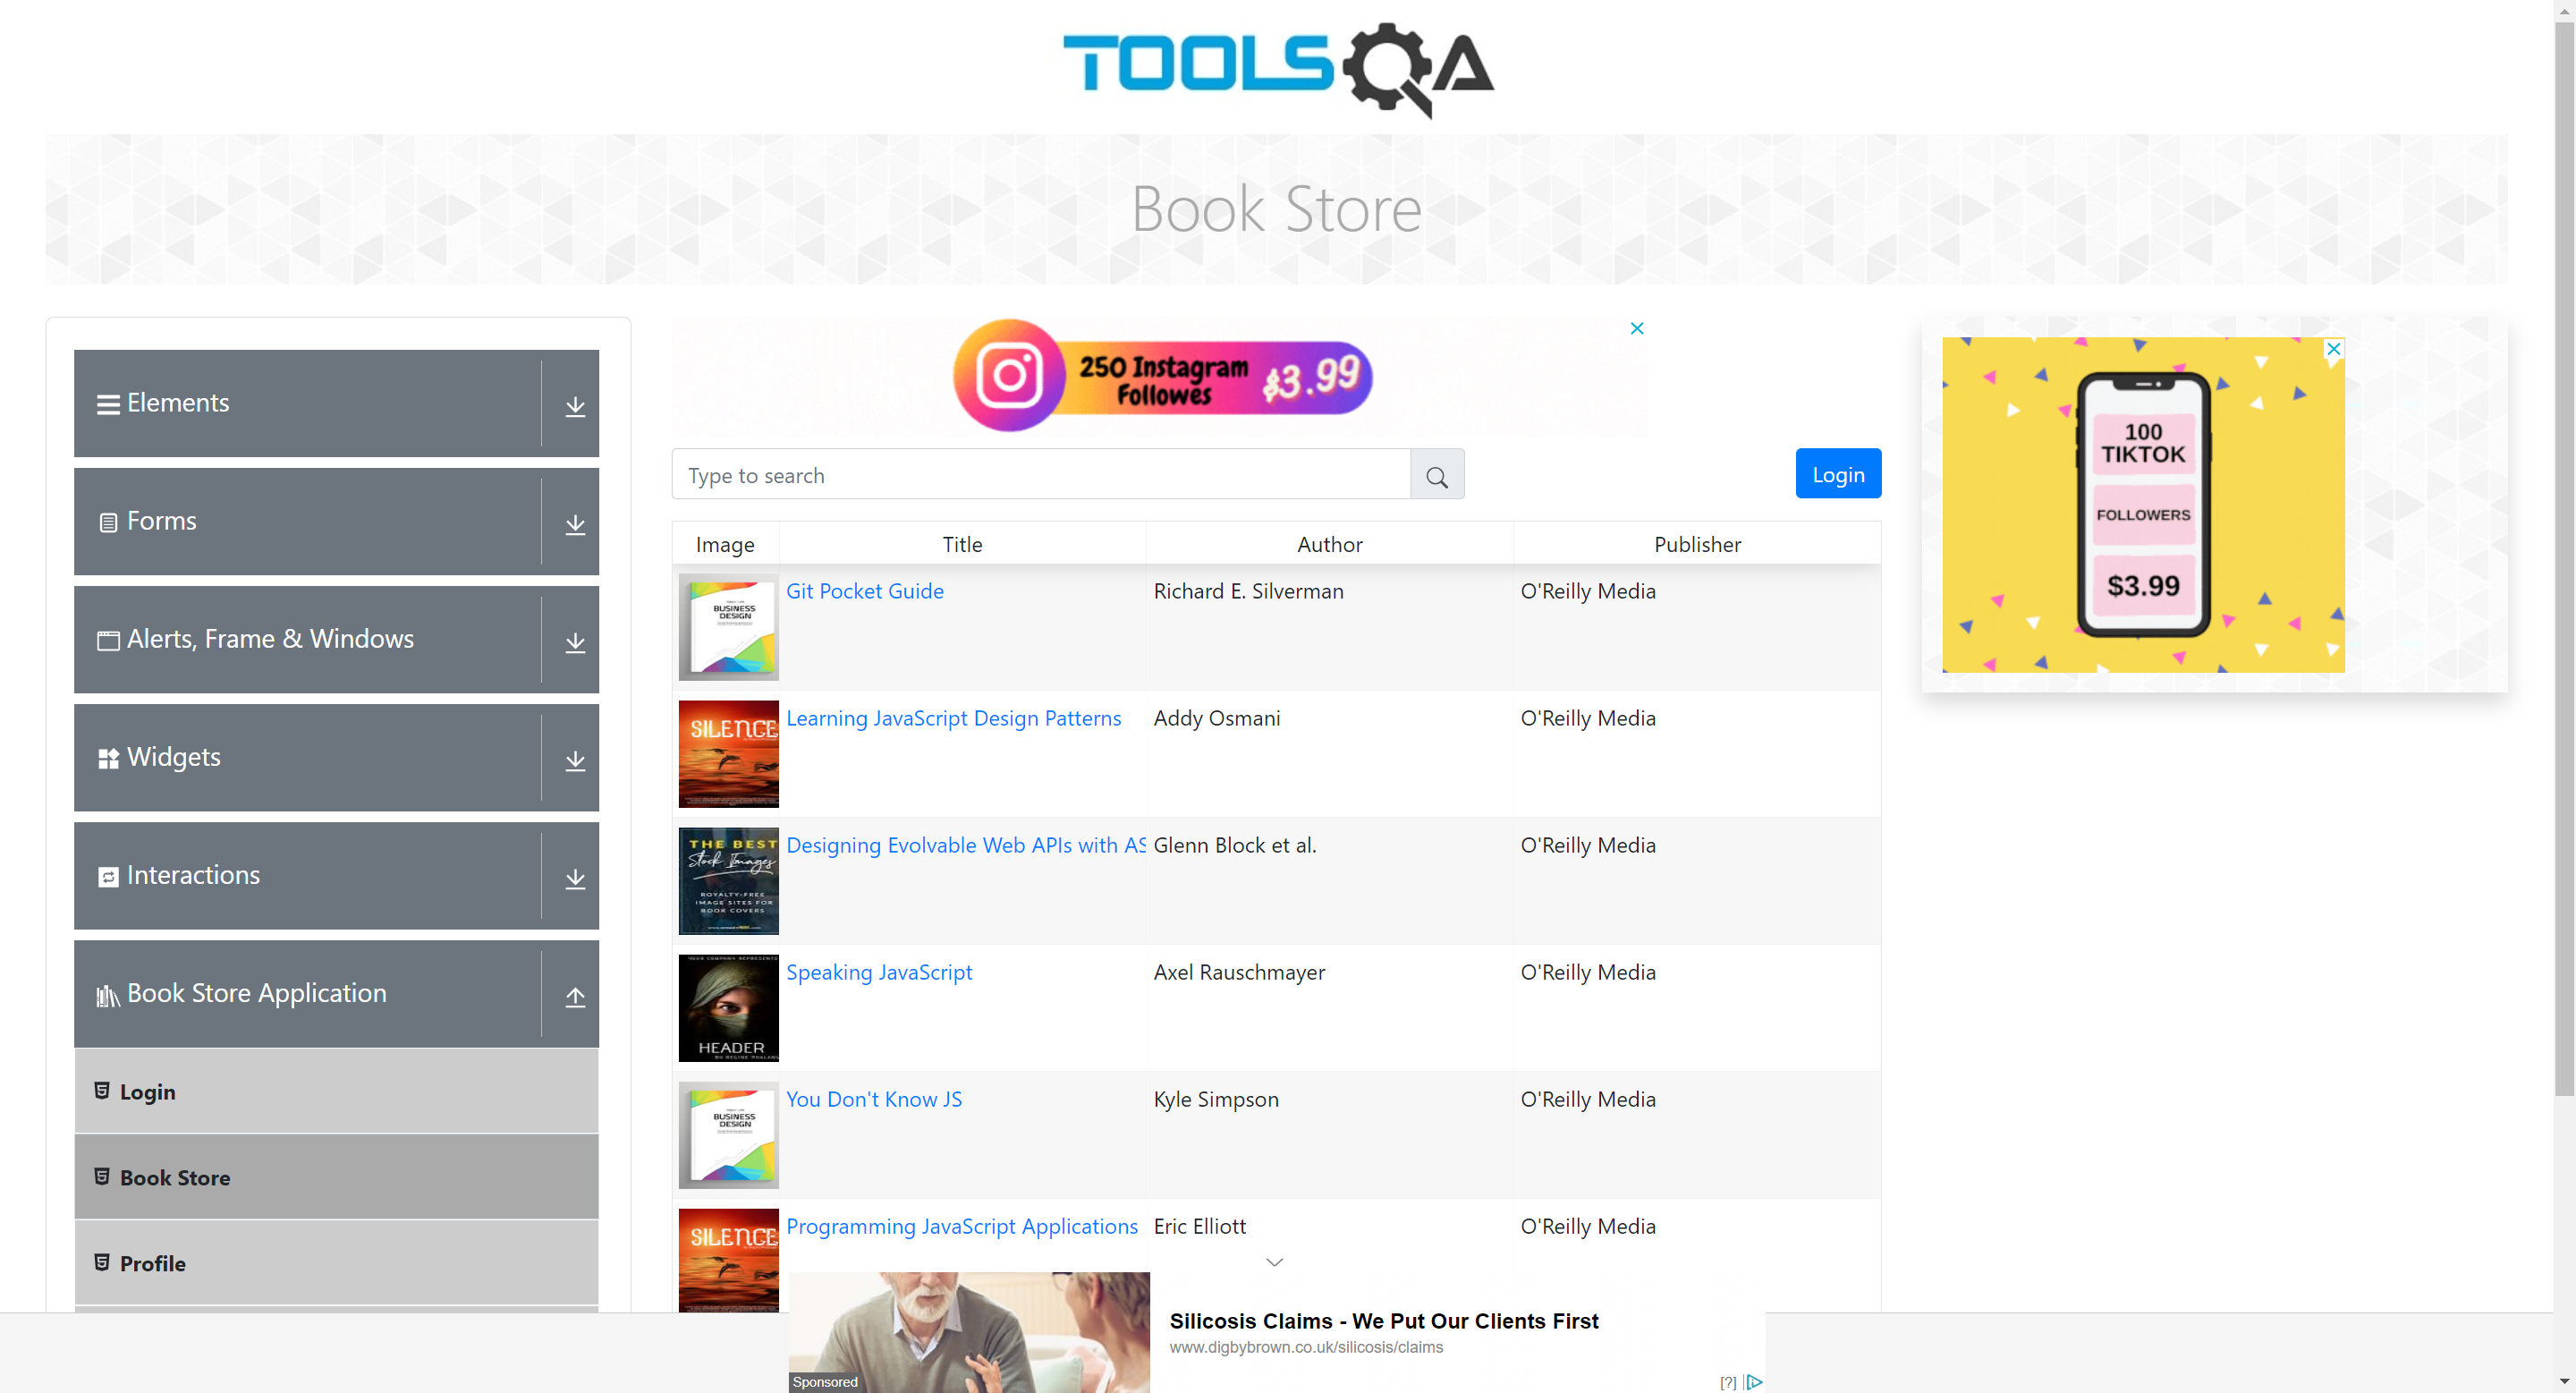 TOOLSQA
Book Store
Elements
Forms
Alerts, Frame & Windows
Widgets
Interactions
Book Store Application
Login
Book Store
Profile
250 Instagram
Followes
$3.99
Type to search
Login
Image Title Author Publisher
BUSINESS
DESIGN
Git Pocket Guide Richard E. Silverman O'Reilly Media
SILENCE
Learning JavaScript Design Patterns Addy Osmani O'Reilly Media
THE BEST
Stock Images
ROYALTY-FREE
IMAGE SITES FOR
BOOK COVERS
Designing Evolvable Web APIs with AS Glenn Block et al. O'Reilly Media
YOUR COMPANY REPRESENTS
HEADER
Speaking JavaScript Axel Rauschmayer O'Reilly Media
BUSINESS
DESIGN
You Don't Know JS Kyle Simpson O'Reilly Media
SILENCE
Programming JavaScript Applications Eric Elliott O'Reilly Media
100
TIKTOK
FOLLOWERS
$3.99
Silicosis Claims - We Put Our Clients First
www.digbybrown.co.uk/silicosis/claims
Sponsored
[?]